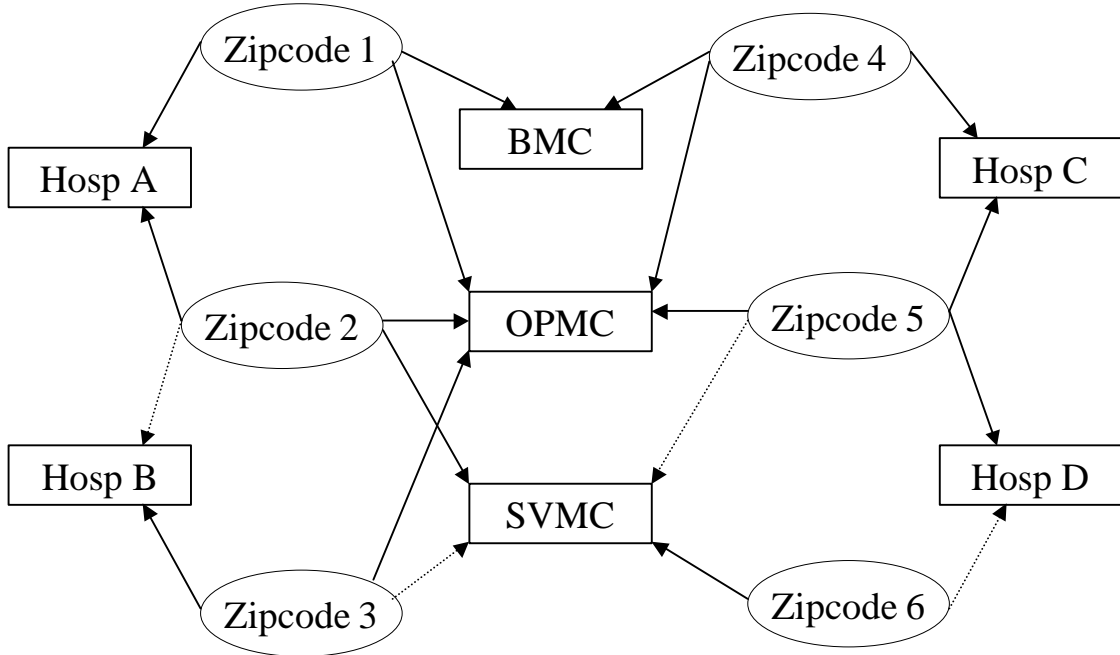 Zipcode 1
Zipcode 4
BMC
Hosp A
Hosp C
Zipcode 2
OPMC
Zipcode 5
Hosp B
Hosp D
SVMC
Zipcode 3
Zipcode 6